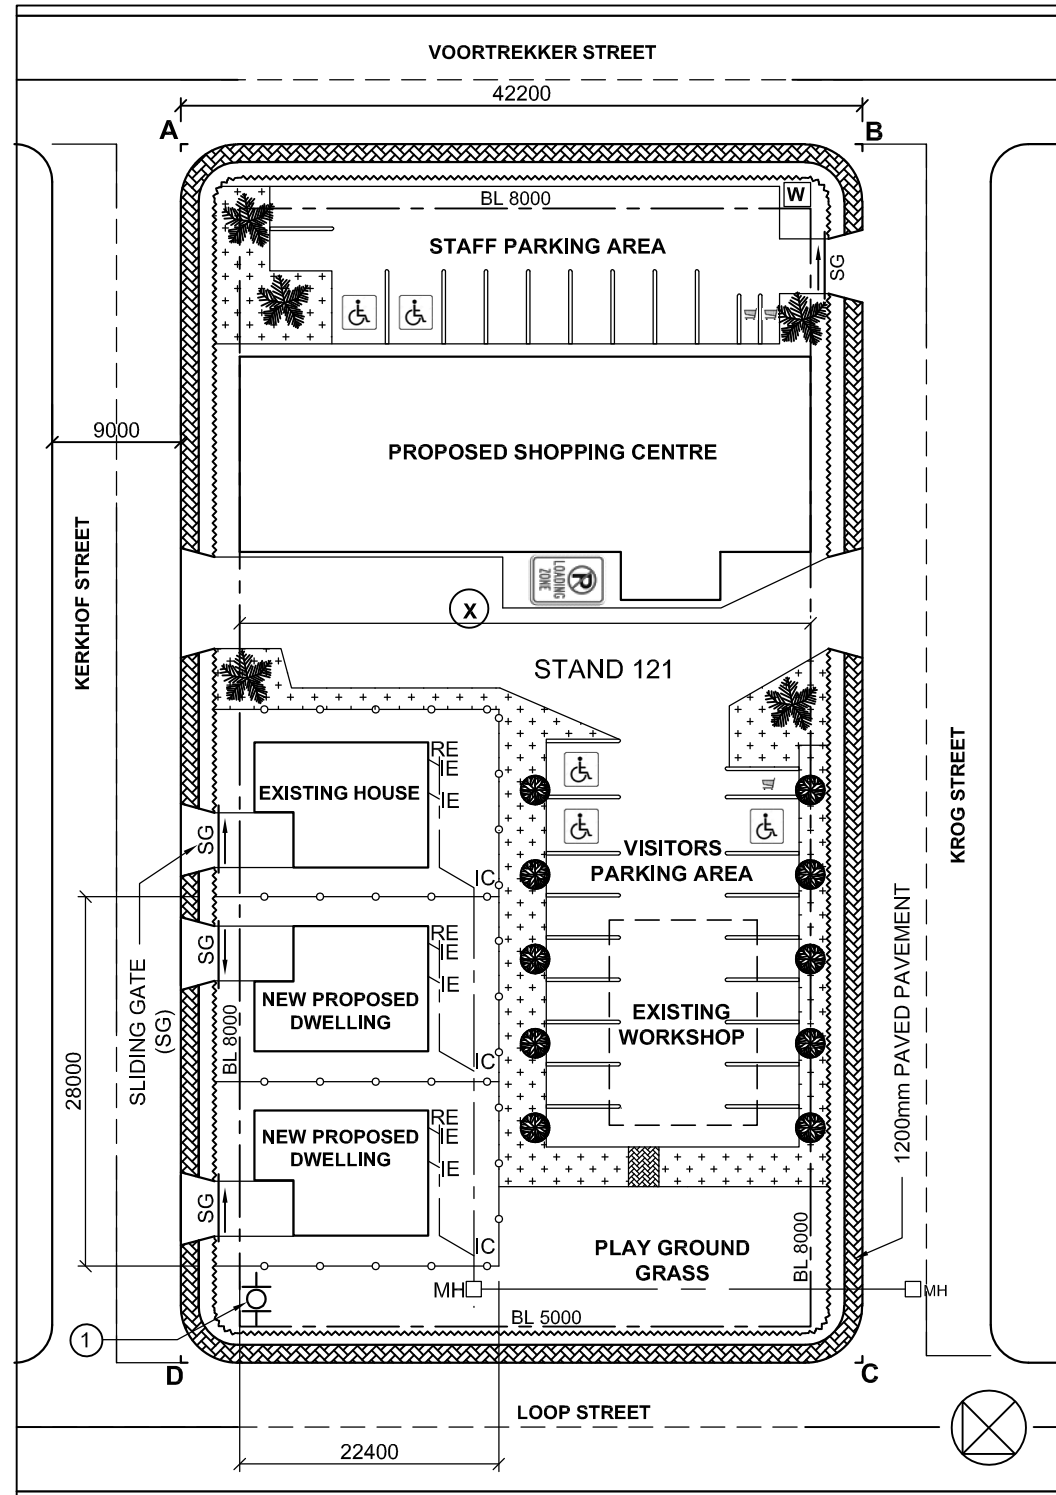 VOORTREKKER STREET
42200
A
B
BL 8000
W
STAFF PARKING AREA
SG
9000
PROPOSED SHOPPING CENTRE
KERKHOF STREET
P
LOADING
ZONE
X
STAND 121
RE
IE
EXISTING HOUSE
IE
SG
KROG STREET
VISITORS
PARKING AREA
IC
SG
RE
IE
IE
NEW PROPOSED
DWELLING
EXISTING
WORKSHOP
SLIDING GATE
(SG)
BL 8000
28000
IC
1200mm PAVED PAVEMENT
RE
IE
NEW PROPOSED
DWELLING
IE
SG
IC
PLAY GROUND
GRASS
BL 8000
MH
MH
BL 5000
1
D
C
LOOP STREET
22400